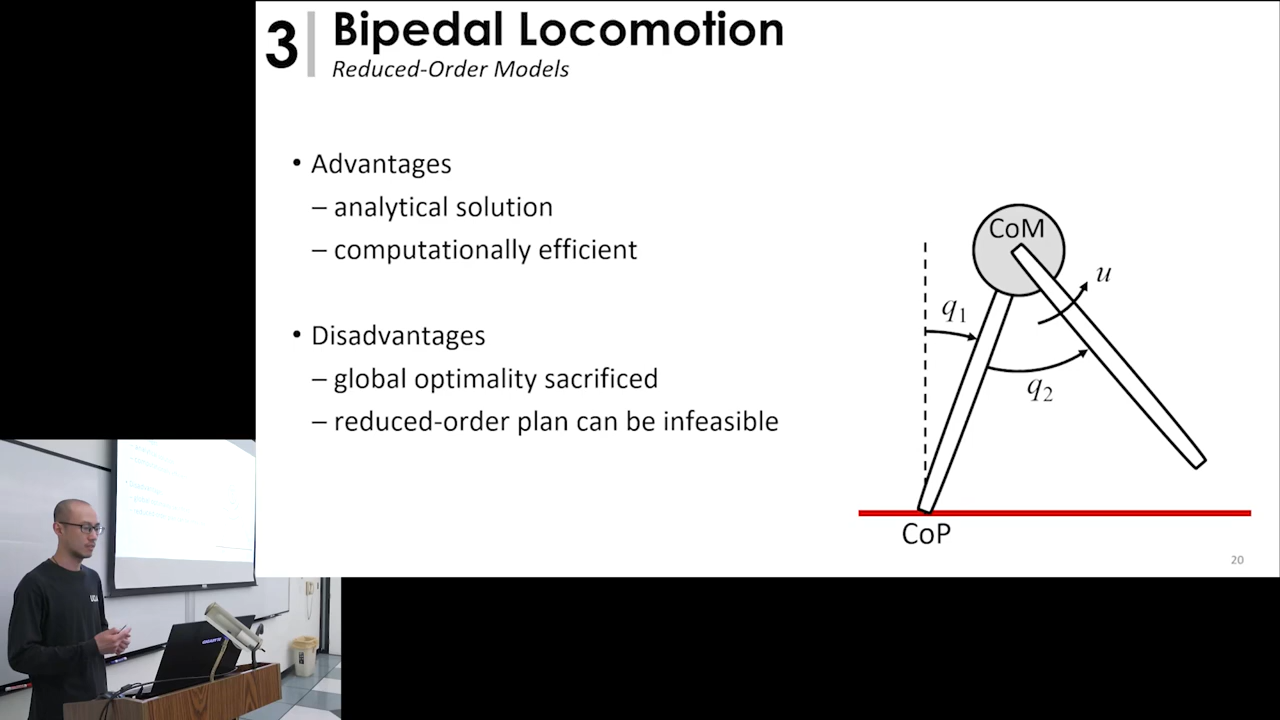 3
Bipedal Locomotion
Reduced-Order Models
• Advantages
– analytical solution
– computationally efficient
• Disadvantages
– global optimality sacrificed
– reduced-order plan can be infeasible
CoM
u
q1
q2
CoP
20